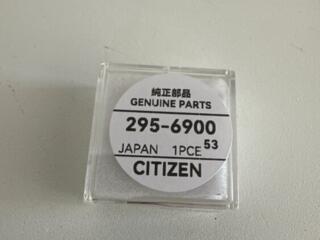 純正部品
GENUINE PARTS
295-6900
JAPAN 1PCE 53
CITIZEN